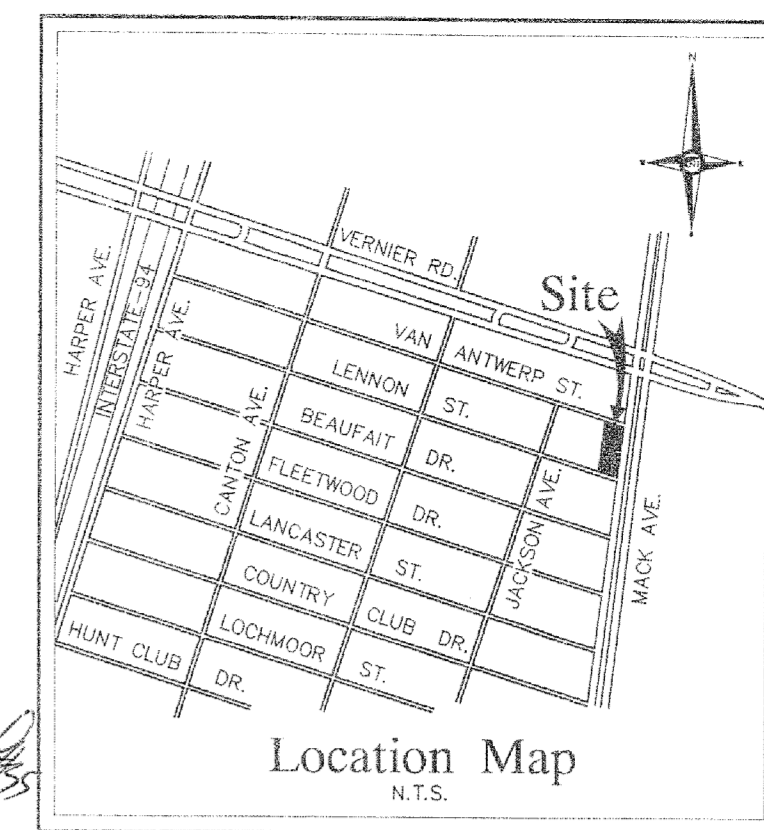 N
W
E
VERNIER RD.
Site
HARPER AVE.
INTERSTATE-94
HARPER AVE.
VAN ANTWERP ST.
LENNON ST.
BEAUFAIT DR.
FLEETWOOD DR.
CANTON AVE.
JACKSON AVE.
MACK AVE.
LANCASTER ST.
COUNTRY CLUB DR.
LOCHMOOR ST.
HUNT CLUB DR.
Location Map
N.T.S.